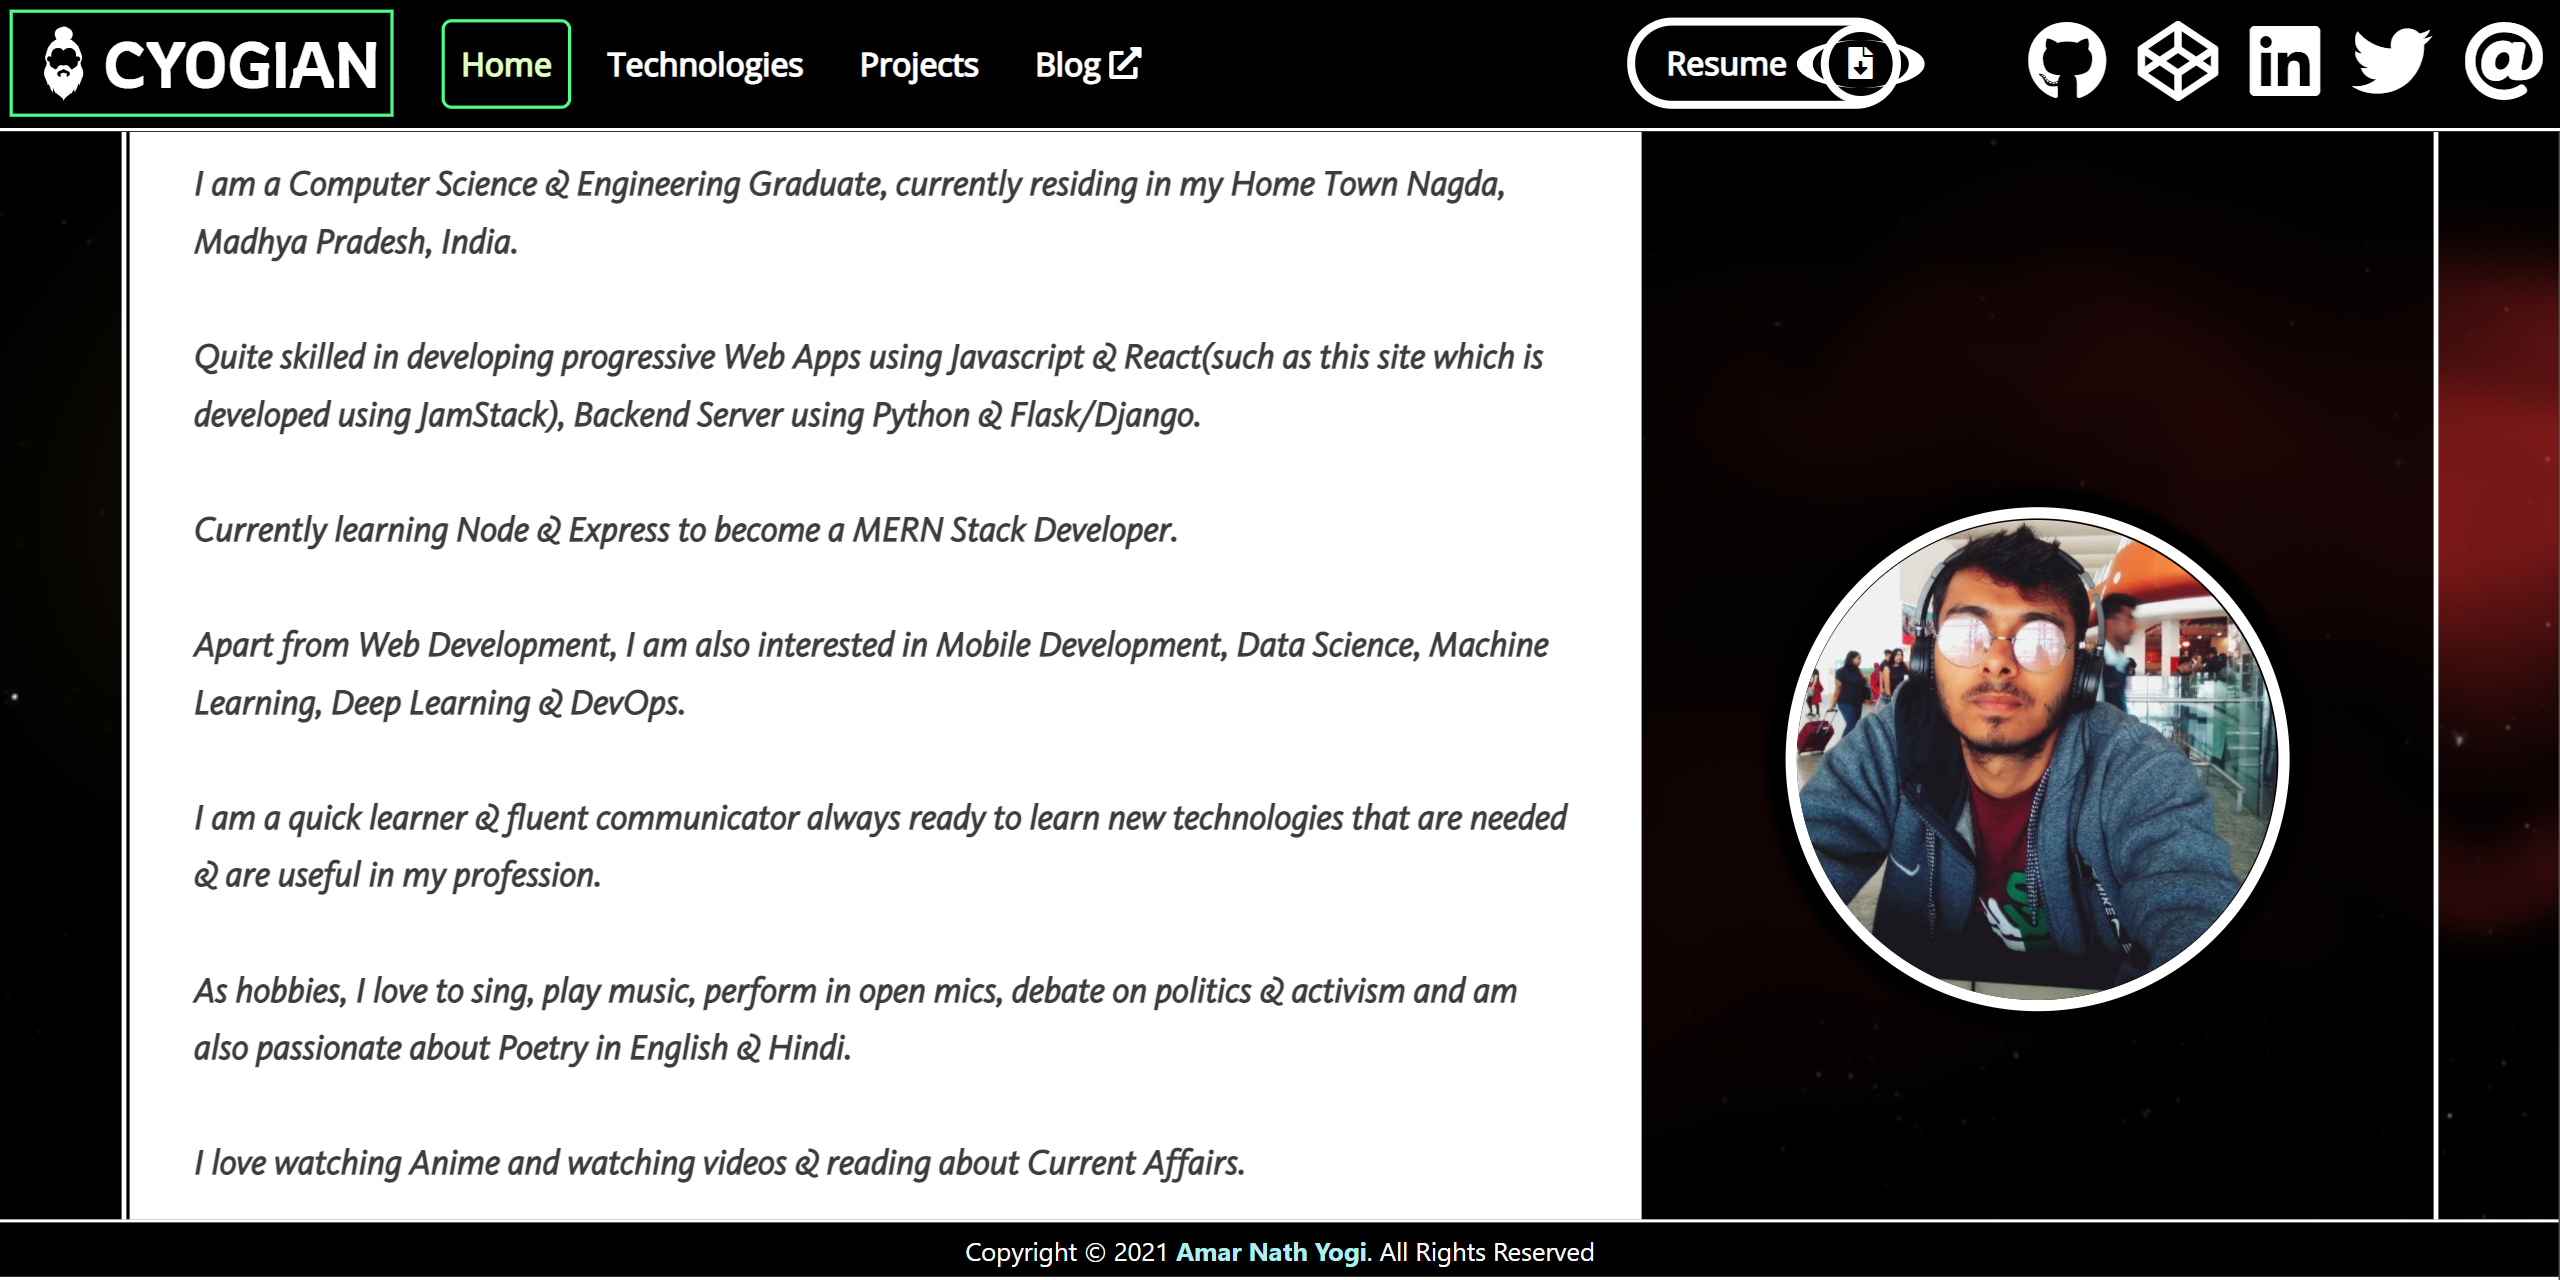 CYOGIAN
Home
Technologies
Projects
Blog
Resume
in
@
I am a Computer Science & Engineering Graduate, currently residing in my Home Town Nagda,
Madhya Pradesh, India.
Quite skilled in developing progressive Web Apps using Javascript & React(such as this site which is
developed using JamStack), Backend Server using Python & Flask/Django.
Currently learning Node & Express to become a MERN Stack Developer.
Apart from Web Development, I am also interested in Mobile Development, Data Science, Machine
Learning, Deep Learning & DevOps.
I am a quick learner & fluent communicator always ready to learn new technologies that are needed
& are useful in my profession.
As hobbies, I love to sing, play music, perform in open mics, debate on politics & activism and am
also passionate about Poetry in English & Hindi.
I love watching Anime and watching videos & reading about Current Affairs.
NIKE
Copyright © 2021 Amar Nath Yogi. All Rights Reserved